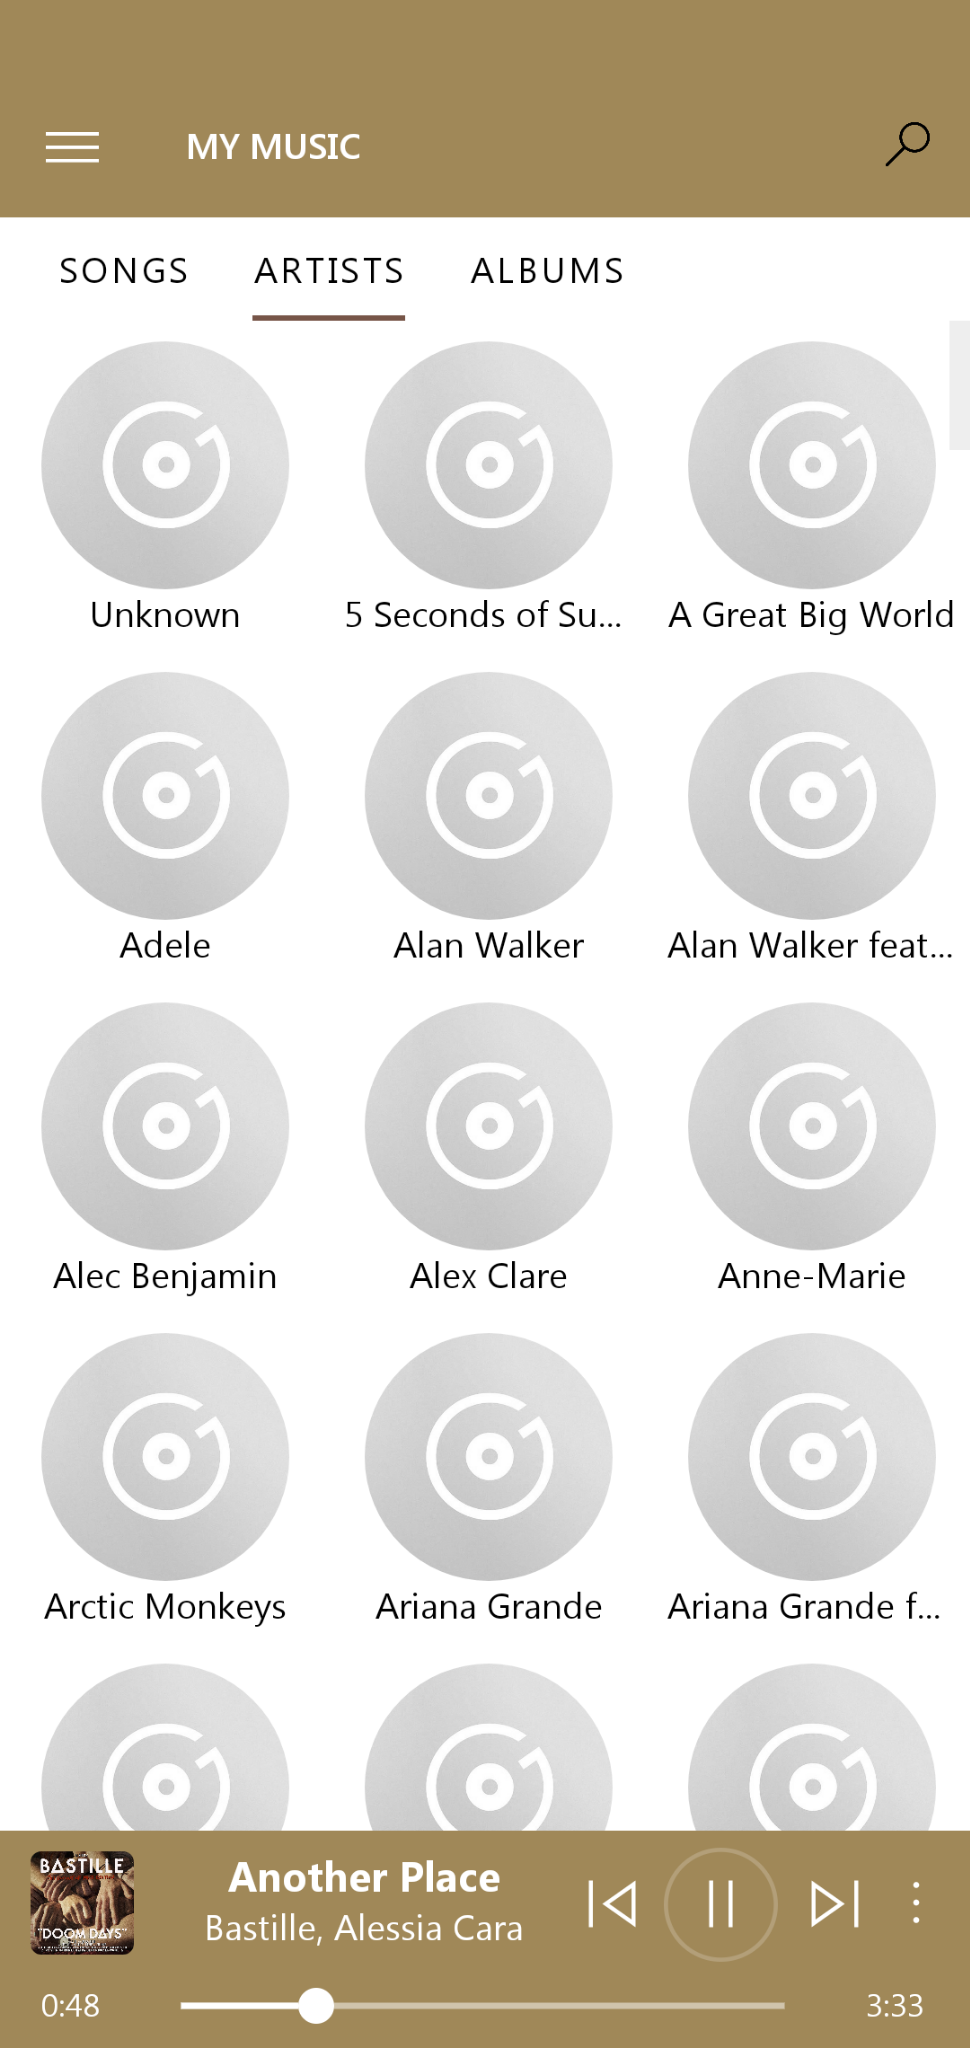 MY MUSIC
SONGS ARTISTS ALBUMS
Unknown 5 Seconds of Su... A Great Big World
Adele Alan Walker Alan Walker feat...
Alec Benjamin Alex Clare Anne-Marie
Arctic Monkeys Ariana Grande Ariana Grande f...
BASTILLE
"DOOM DAYS"
Another Place
Bastille, Alessia Cara
0:48 3:33